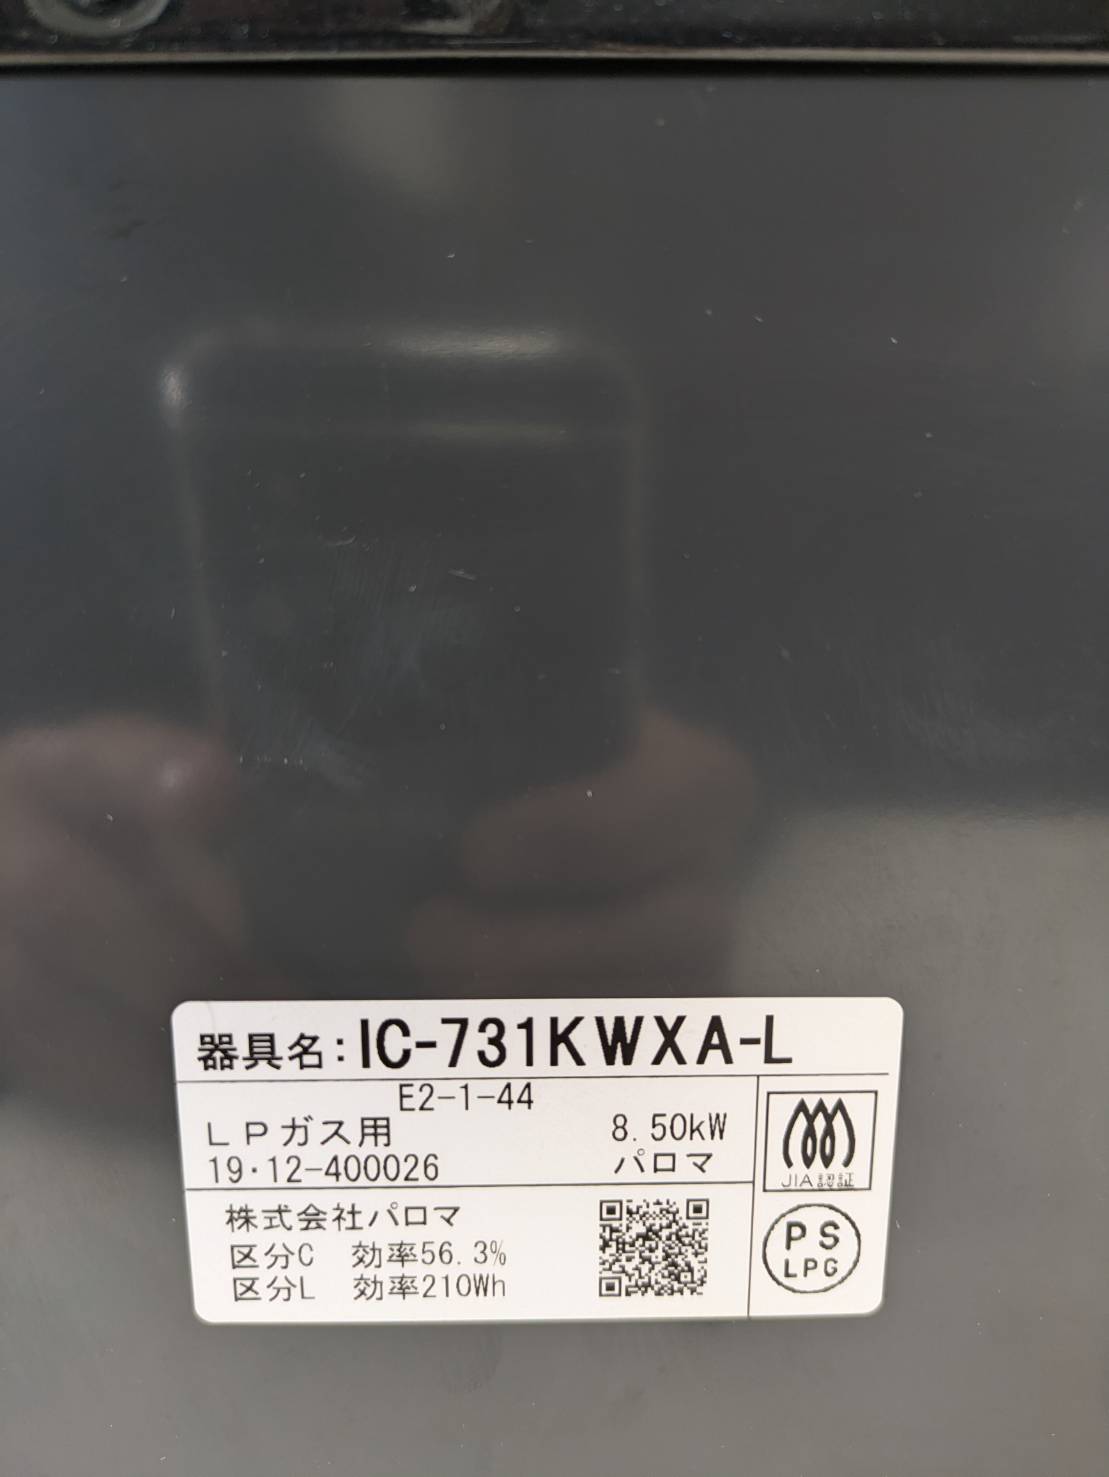 器具名：IC-731KWXA-L
E2-1-44
LPガス用 8.50kW
19・12-400026 パロマ
JIA認証
株式会社パロマ
区分C 効率56.3%
区分L 効率210Wh
PS
LPG